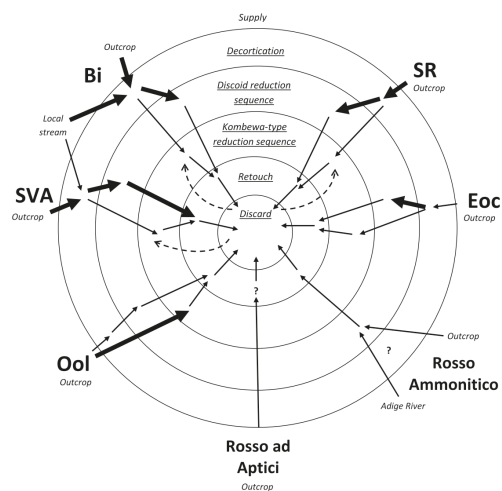 Supply
Outcrop
Decortication
Bi
SR
Outcrop
Discoid reduction
sequence
Local
stream
Kombewa-type
reduction sequence
Retouch
SVA
Outcrop
Eoc
Outcrop
Discard
?
Ool
Outcrop
Outcrop
?
Rosso
Ammonitico
Adige River
Rosso ad
Aptici
Outcrop